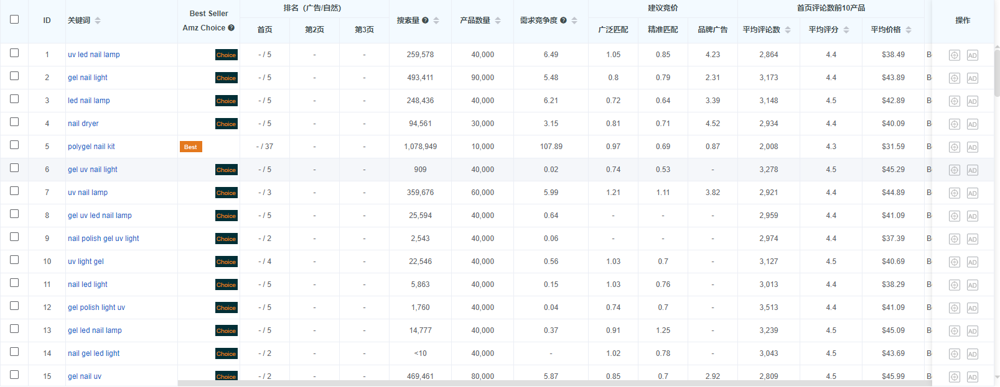 ID 关键词 Best Seller Amz Choice 排名（广告/自然） 搜索量 产品数量 需求竞争度 建议竞价 首页评论数前10产品 操作
首页 第2页 第3页 广泛匹配 精准匹配 品牌广告 平均评论数 平均评分 平均价格
1 uv led nail lamp Choice - / 5 - - 259,578 40,000 6.49 1.05 0.85 4.23 2,864 4.4 $38.49 B AD
2 gel nail light Choice - / 5 - - 493,411 90,000 5.48 0.8 0.79 2.31 3,173 4.4 $43.89 B AD
3 led nail lamp Choice - / 5 - - 248,436 40,000 6.21 0.72 0.64 3.39 3,148 4.5 $42.89 B AD
4 nail dryer Choice - / 5 - - 94,561 30,000 3.15 0.81 0.71 4.52 2,934 4.4 $40.09 B AD
5 polygel nail kit Best - / 37 - - 1,078,949 10,000 107.89 0.97 0.69 0.87 2,008 4.3 $31.59 B AD
6 gel uv nail light Choice - / 5 - - 909 40,000 0.02 0.74 0.53 - 3,278 4.5 $45.29 B AD
7 uv nail lamp Choice - / 3 - - 359,676 60,000 5.99 1.21 1.11 3.82 2,921 4.4 $44.89 B AD
8 gel uv led nail lamp Choice - / 5 - - 25,594 40,000 0.64 - - - 2,959 4.4 $41.09 B AD
9 nail polish gel uv light Choice - / 2 - - 2,543 40,000 0.06 - - - 2,974 4.4 $37.39 B AD
10 uv light gel Choice - / 4 - - 22,546 40,000 0.56 1.03 0.7 - 3,127 4.5 $40.69 B AD
11 nail led light Choice - / 5 - - 5,863 40,000 0.15 1.03 0.76 - 3,013 4.4 $38.29 B AD
12 gel polish light uv Choice - / 5 - - 1,760 40,000 0.04 0.74 0.7 - 3,513 4.4 $41.09 B AD
13 gel led nail lamp Choice - / 5 - - 14,777 40,000 0.37 0.91 1.25 - 3,239 4.5 $45.09 B AD
14 nail gel led light Choice - / 2 - - <10 40,000 - 1.02 0.78 - 3,043 4.5 $43.69 B AD
15 gel nail uv Choice - / 2 - - 469,461 80,000 5.87 0.85 0.7 2.92 2,809 4.5 $45.99 B AD